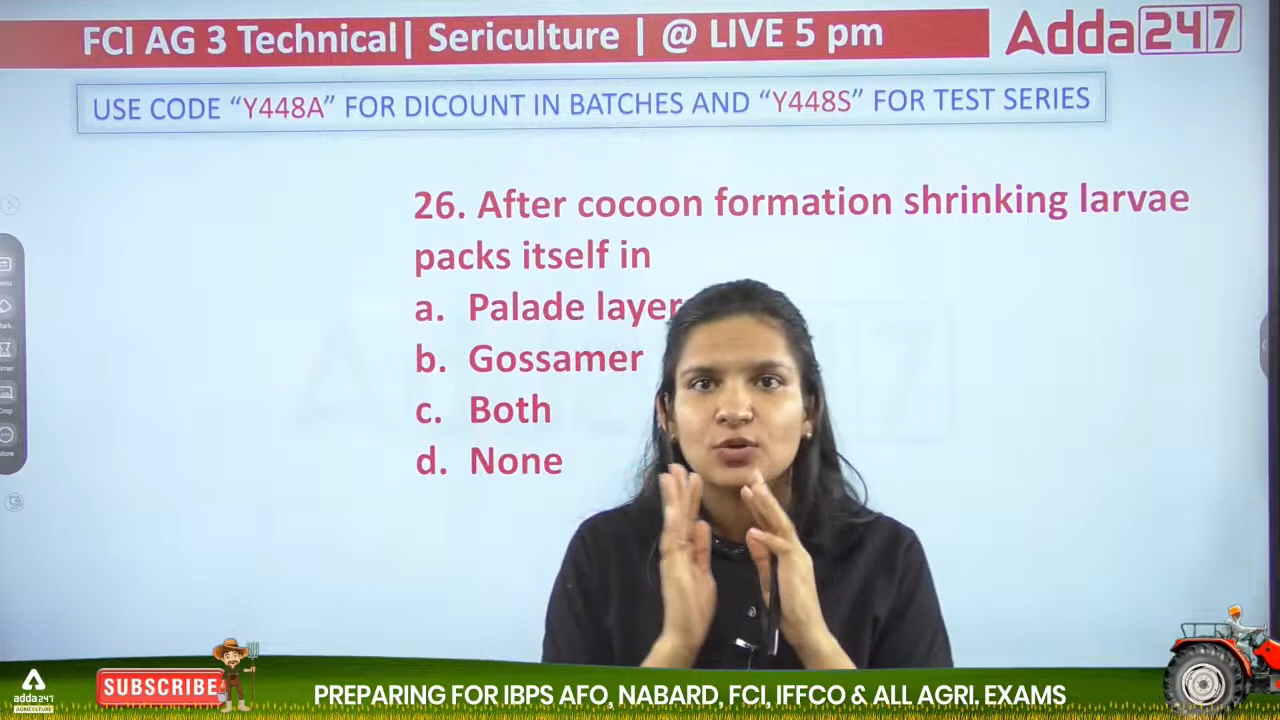 FCI AG 3 Technical| Sericulture | @ LIVE 5 pm
Adda247
USE CODE “Y448A” FOR DICOUNT IN BATCHES AND “Y448S” FOR TEST SERIES
26. After cocoon formation shrinking larvae
packs itself in
a. Palade layer
b. Gossamer
c. Both
d. None
adda247
AGRICULTURE
SUBSCRIBE
PREPARING FOR IBPS AFO, NABARD, FCI, IFFCO & ALL AGRI. EXAMS